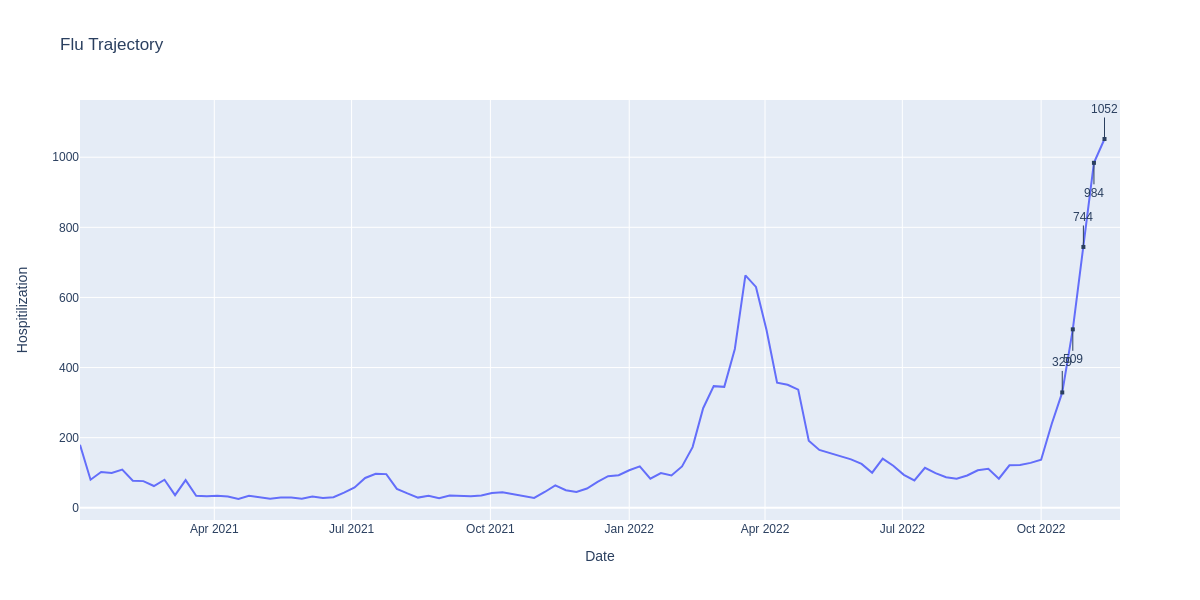 Flu Trajectory
1052
1000
984
800
744
600
400
329
509
200
0
Apr 2021
Jul 2021
Oct 2021
Jan 2022
Apr 2022
Jul 2022
Oct 2022
Date
Hospitilization